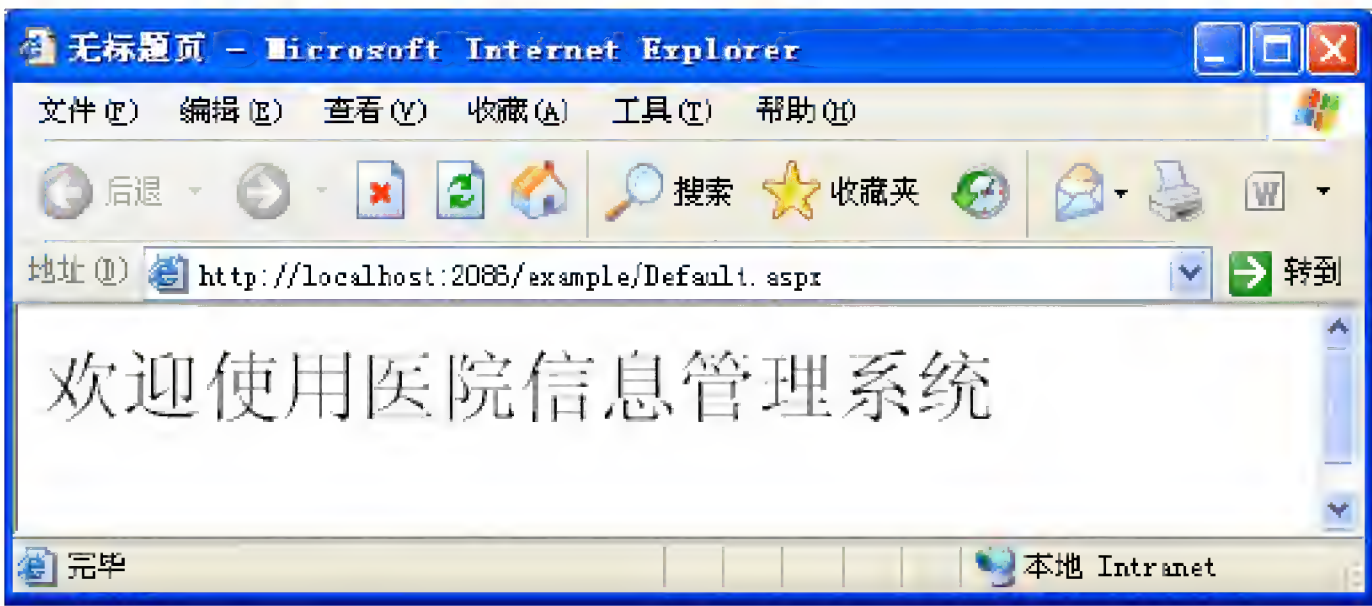 无标题页 - Microsoft Internet Explorer
文件(F) 编辑(E) 查看(V) 收藏(A) 工具(T) 帮助(H)
后退 搜索 收藏夹 W
地址(D) http://localhost:2086/example/Default.aspx 转到
欢迎使用医院信息管理系统
完毕 本地 Intranet